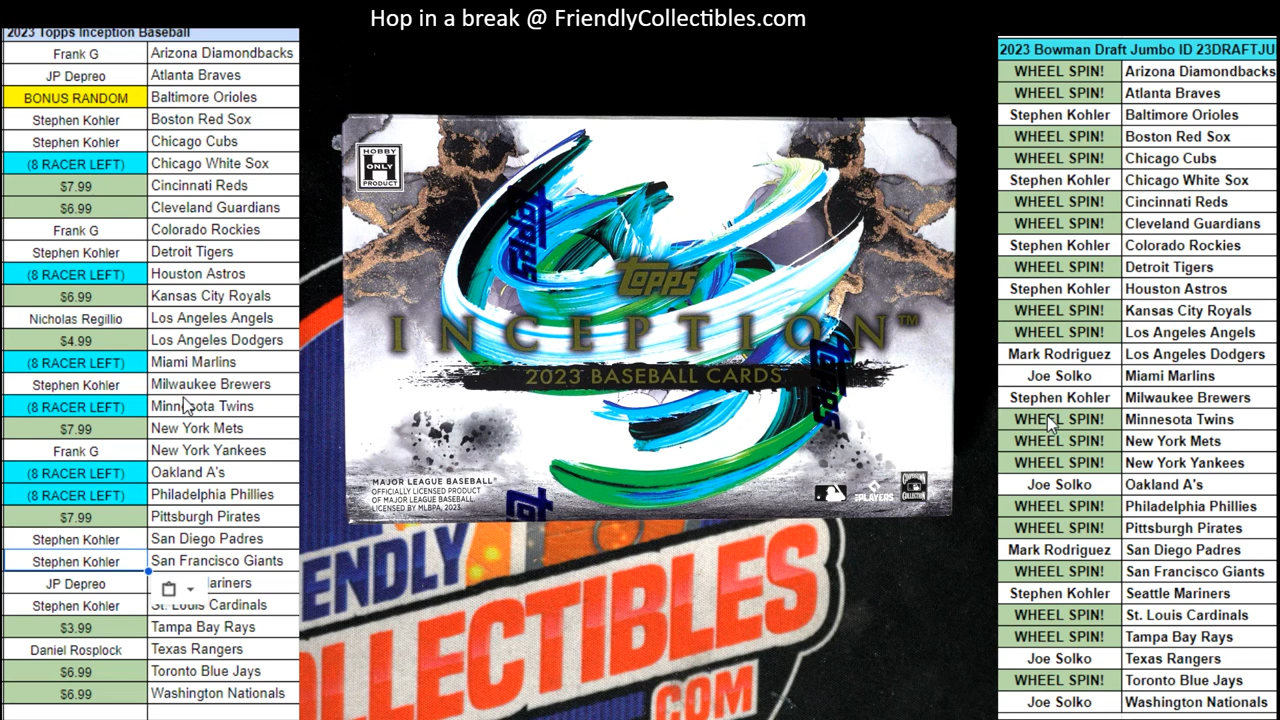 Hop in a break @ FriendlyCollectibles.com
2023 Topps Inception Baseball
Frank G Arizona Diamondbacks
JP Depreo Atlanta Braves
BONUS RANDOM Baltimore Orioles
Stephen Kohler Boston Red Sox
Stephen Kohler Chicago Cubs
(8 RACER LEFT) Chicago White Sox
$7.99 Cincinnati Reds
$6.99 Cleveland Guardians
Frank G Colorado Rockies
Stephen Kohler Detroit Tigers
(8 RACER LEFT) Houston Astros
$6.99 Kansas City Royals
Nicholas Regillio Los Angeles Angels
$4.99 Los Angeles Dodgers
(8 RACER LEFT) Miami Marlins
Stephen Kohler Milwaukee Brewers
(8 RACER LEFT) Minnesota Twins
$7.99 New York Mets
Frank G New York Yankees
(8 RACER LEFT) Oakland A's
(8 RACER LEFT) Philadelphia Phillies
$7.99 Pittsburgh Pirates
Stephen Kohler San Diego Padres
Stephen Kohler San Francisco Giants
JP Depreo lariners
Stephen Kohler St. Louis Cardinals
$3.99 Tampa Bay Rays
Daniel Rosplock Texas Rangers
$6.99 Toronto Blue Jays
$6.99 Washington Nationals
HOBBY
H
ONLY
PRODUCT
topps
topps
INCEPTION™
2023 BASEBALL CARDS
topps
topps
MAJOR LEAGUE BASEBALL
OFFICIALLY LICENSED PRODUCT
OF MAJOR LEAGUE BASEBALL.
LICENSED BY MLBPA, 2023.
PLAYERS
ENDLY
LLECTIBLES
.COM
2023 Bowman Draft Jumbo ID 23DRAFTJU
WHEEL SPIN! Arizona Diamondbacks
WHEEL SPIN! Atlanta Braves
Stephen Kohler Baltimore Orioles
WHEEL SPIN! Boston Red Sox
WHEEL SPIN! Chicago Cubs
Stephen Kohler Chicago White Sox
WHEEL SPIN! Cincinnati Reds
WHEEL SPIN! Cleveland Guardians
Stephen Kohler Colorado Rockies
WHEEL SPIN! Detroit Tigers
Stephen Kohler Houston Astros
WHEEL SPIN! Kansas City Royals
WHEEL SPIN! Los Angeles Angels
Mark Rodriguez Los Angeles Dodgers
Joe Solko Miami Marlins
Stephen Kohler Milwaukee Brewers
WHEEL SPIN! Minnesota Twins
WHEEL SPIN! New York Mets
WHEEL SPIN! New York Yankees
Joe Solko Oakland A's
WHEEL SPIN! Philadelphia Phillies
WHEEL SPIN! Pittsburgh Pirates
Mark Rodriguez San Diego Padres
WHEEL SPIN! San Francisco Giants
Stephen Kohler Seattle Mariners
WHEEL SPIN! St. Louis Cardinals
WHEEL SPIN! Tampa Bay Rays
Joe Solko Texas Rangers
WHEEL SPIN! Toronto Blue Jays
Joe Solko Washington Nationals